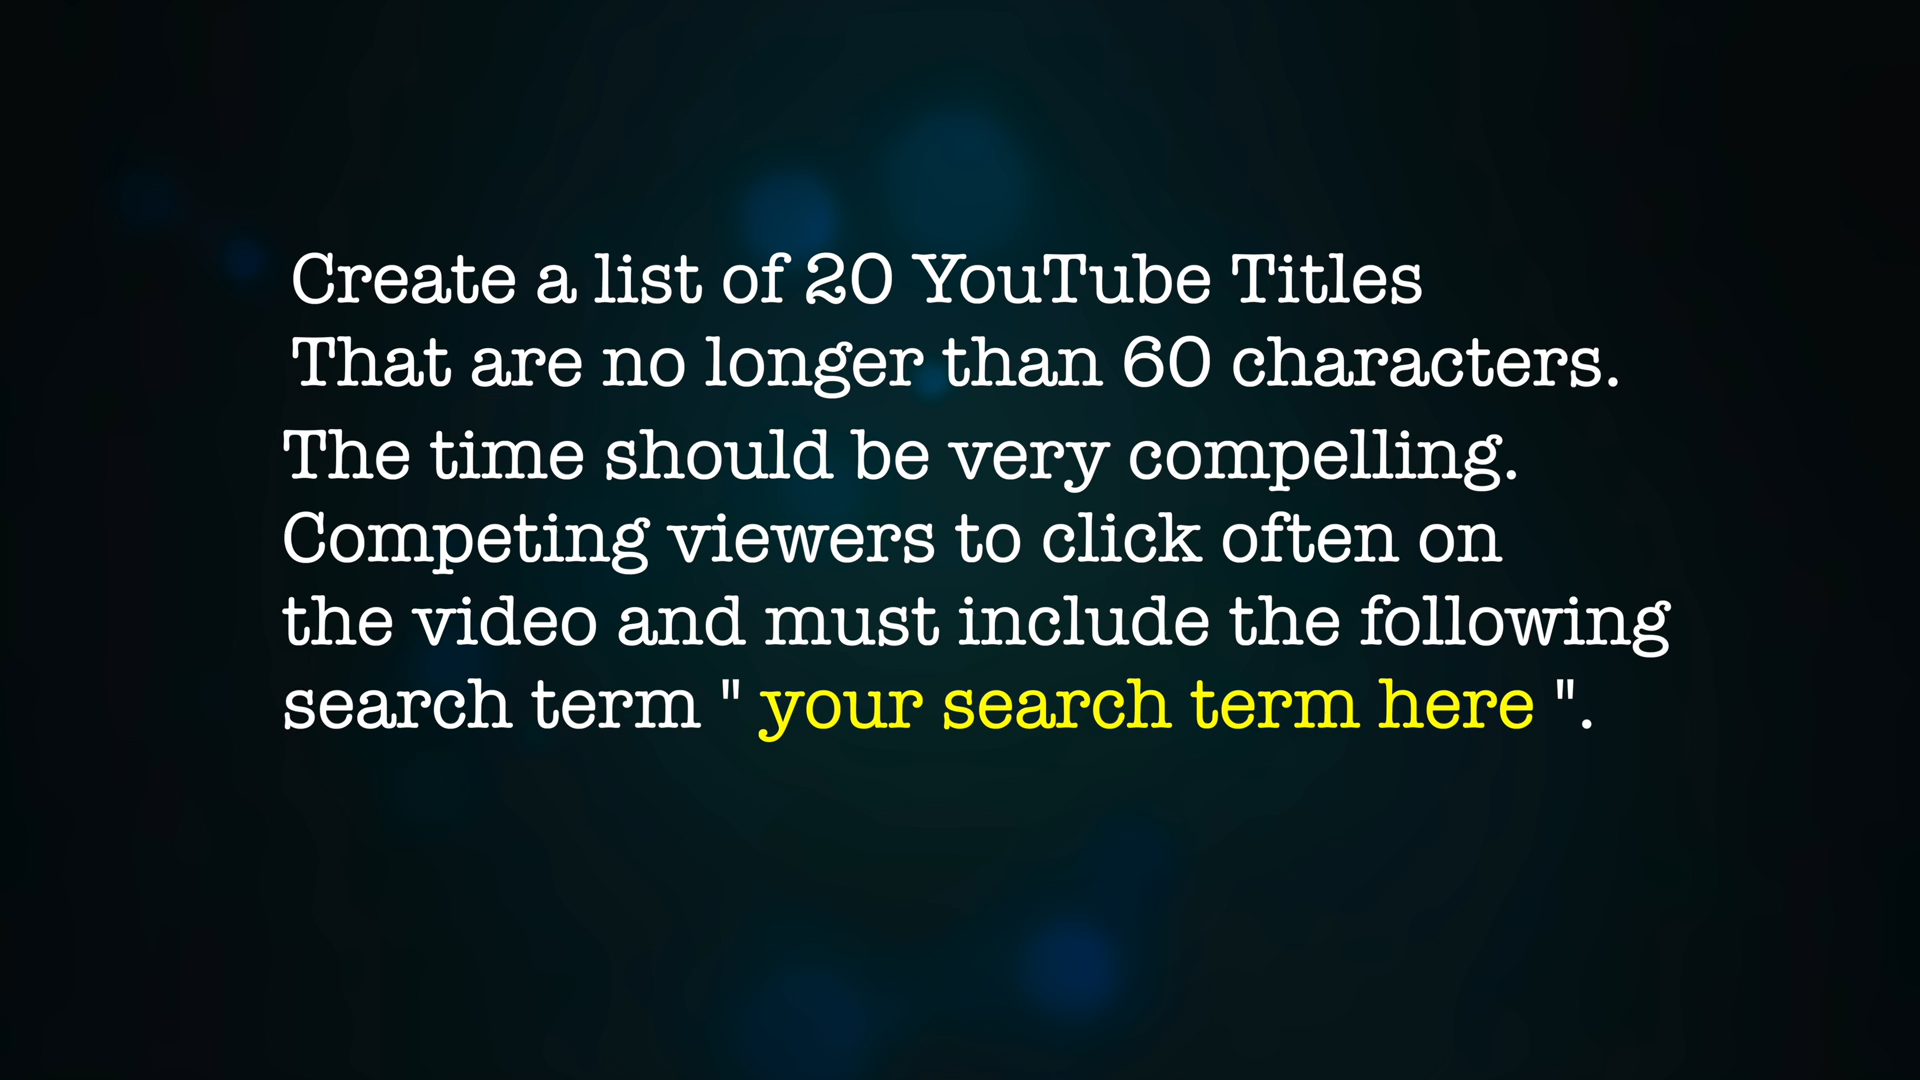 Create a list of 20 YouTube Titles
That are no longer than 60 characters.
The time should be very compelling.
Competing viewers to click often on
the video and must include the following
search term " your search term here ".